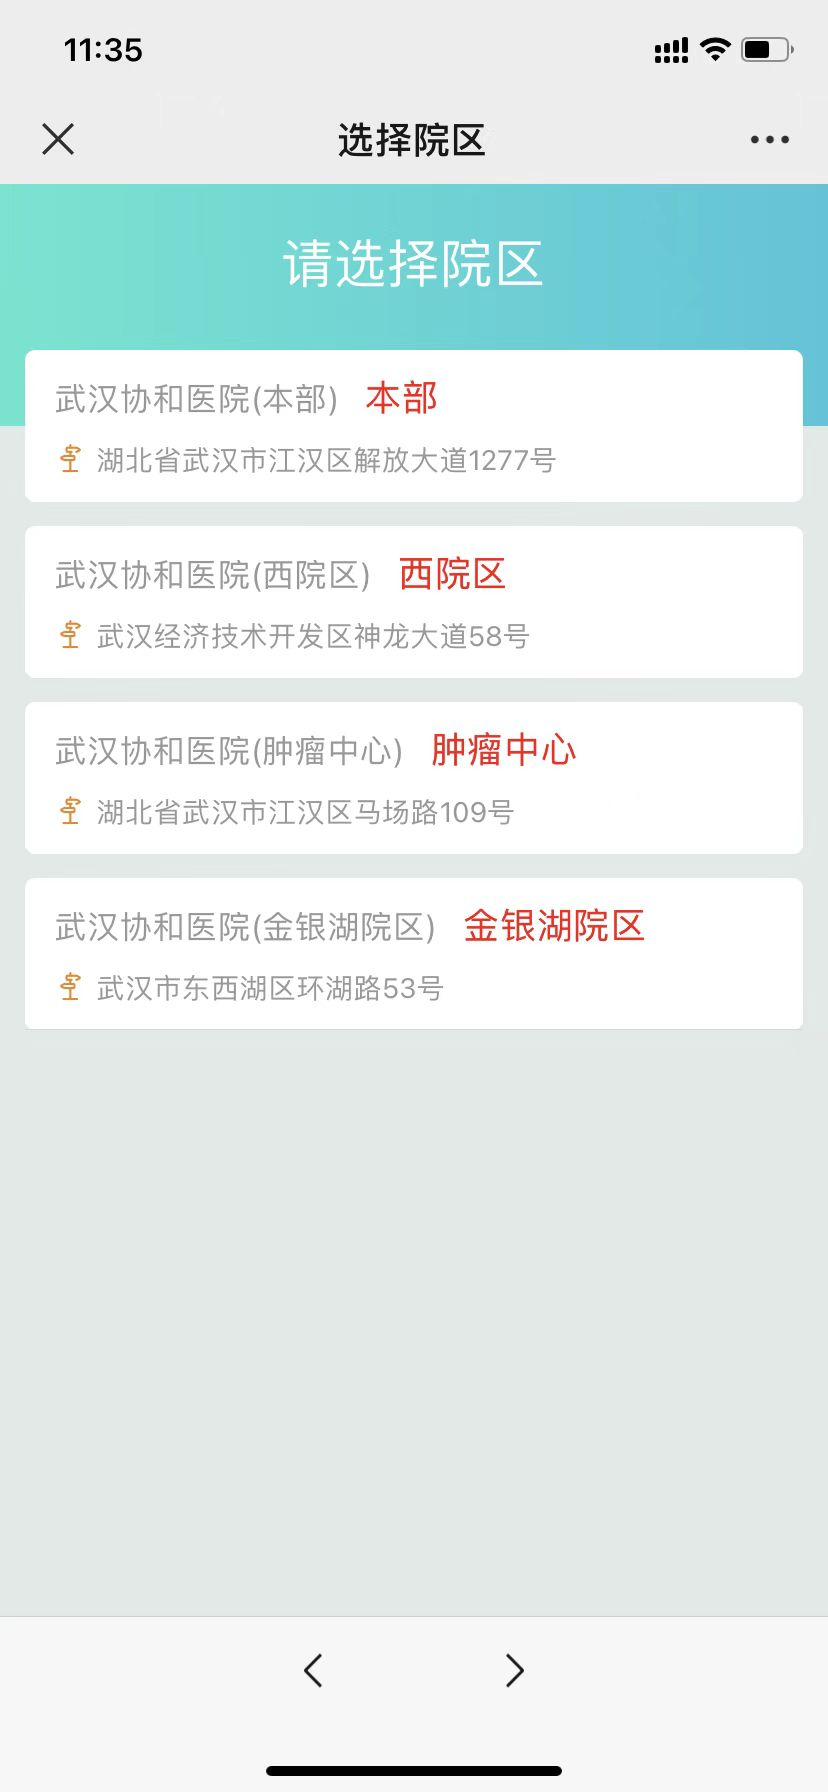 11:35
选择院区
请选择院区
武汉协和医院(本部) 本部
湖北省武汉市江汉区解放大道1277号
武汉协和医院(西院区) 西院区
武汉经济技术开发区神龙大道58号
武汉协和医院(肿瘤中心) 肿瘤中心
湖北省武汉市江汉区马场路109号
武汉协和医院(金银湖院区) 金银湖院区
武汉市东西湖区环湖路53号